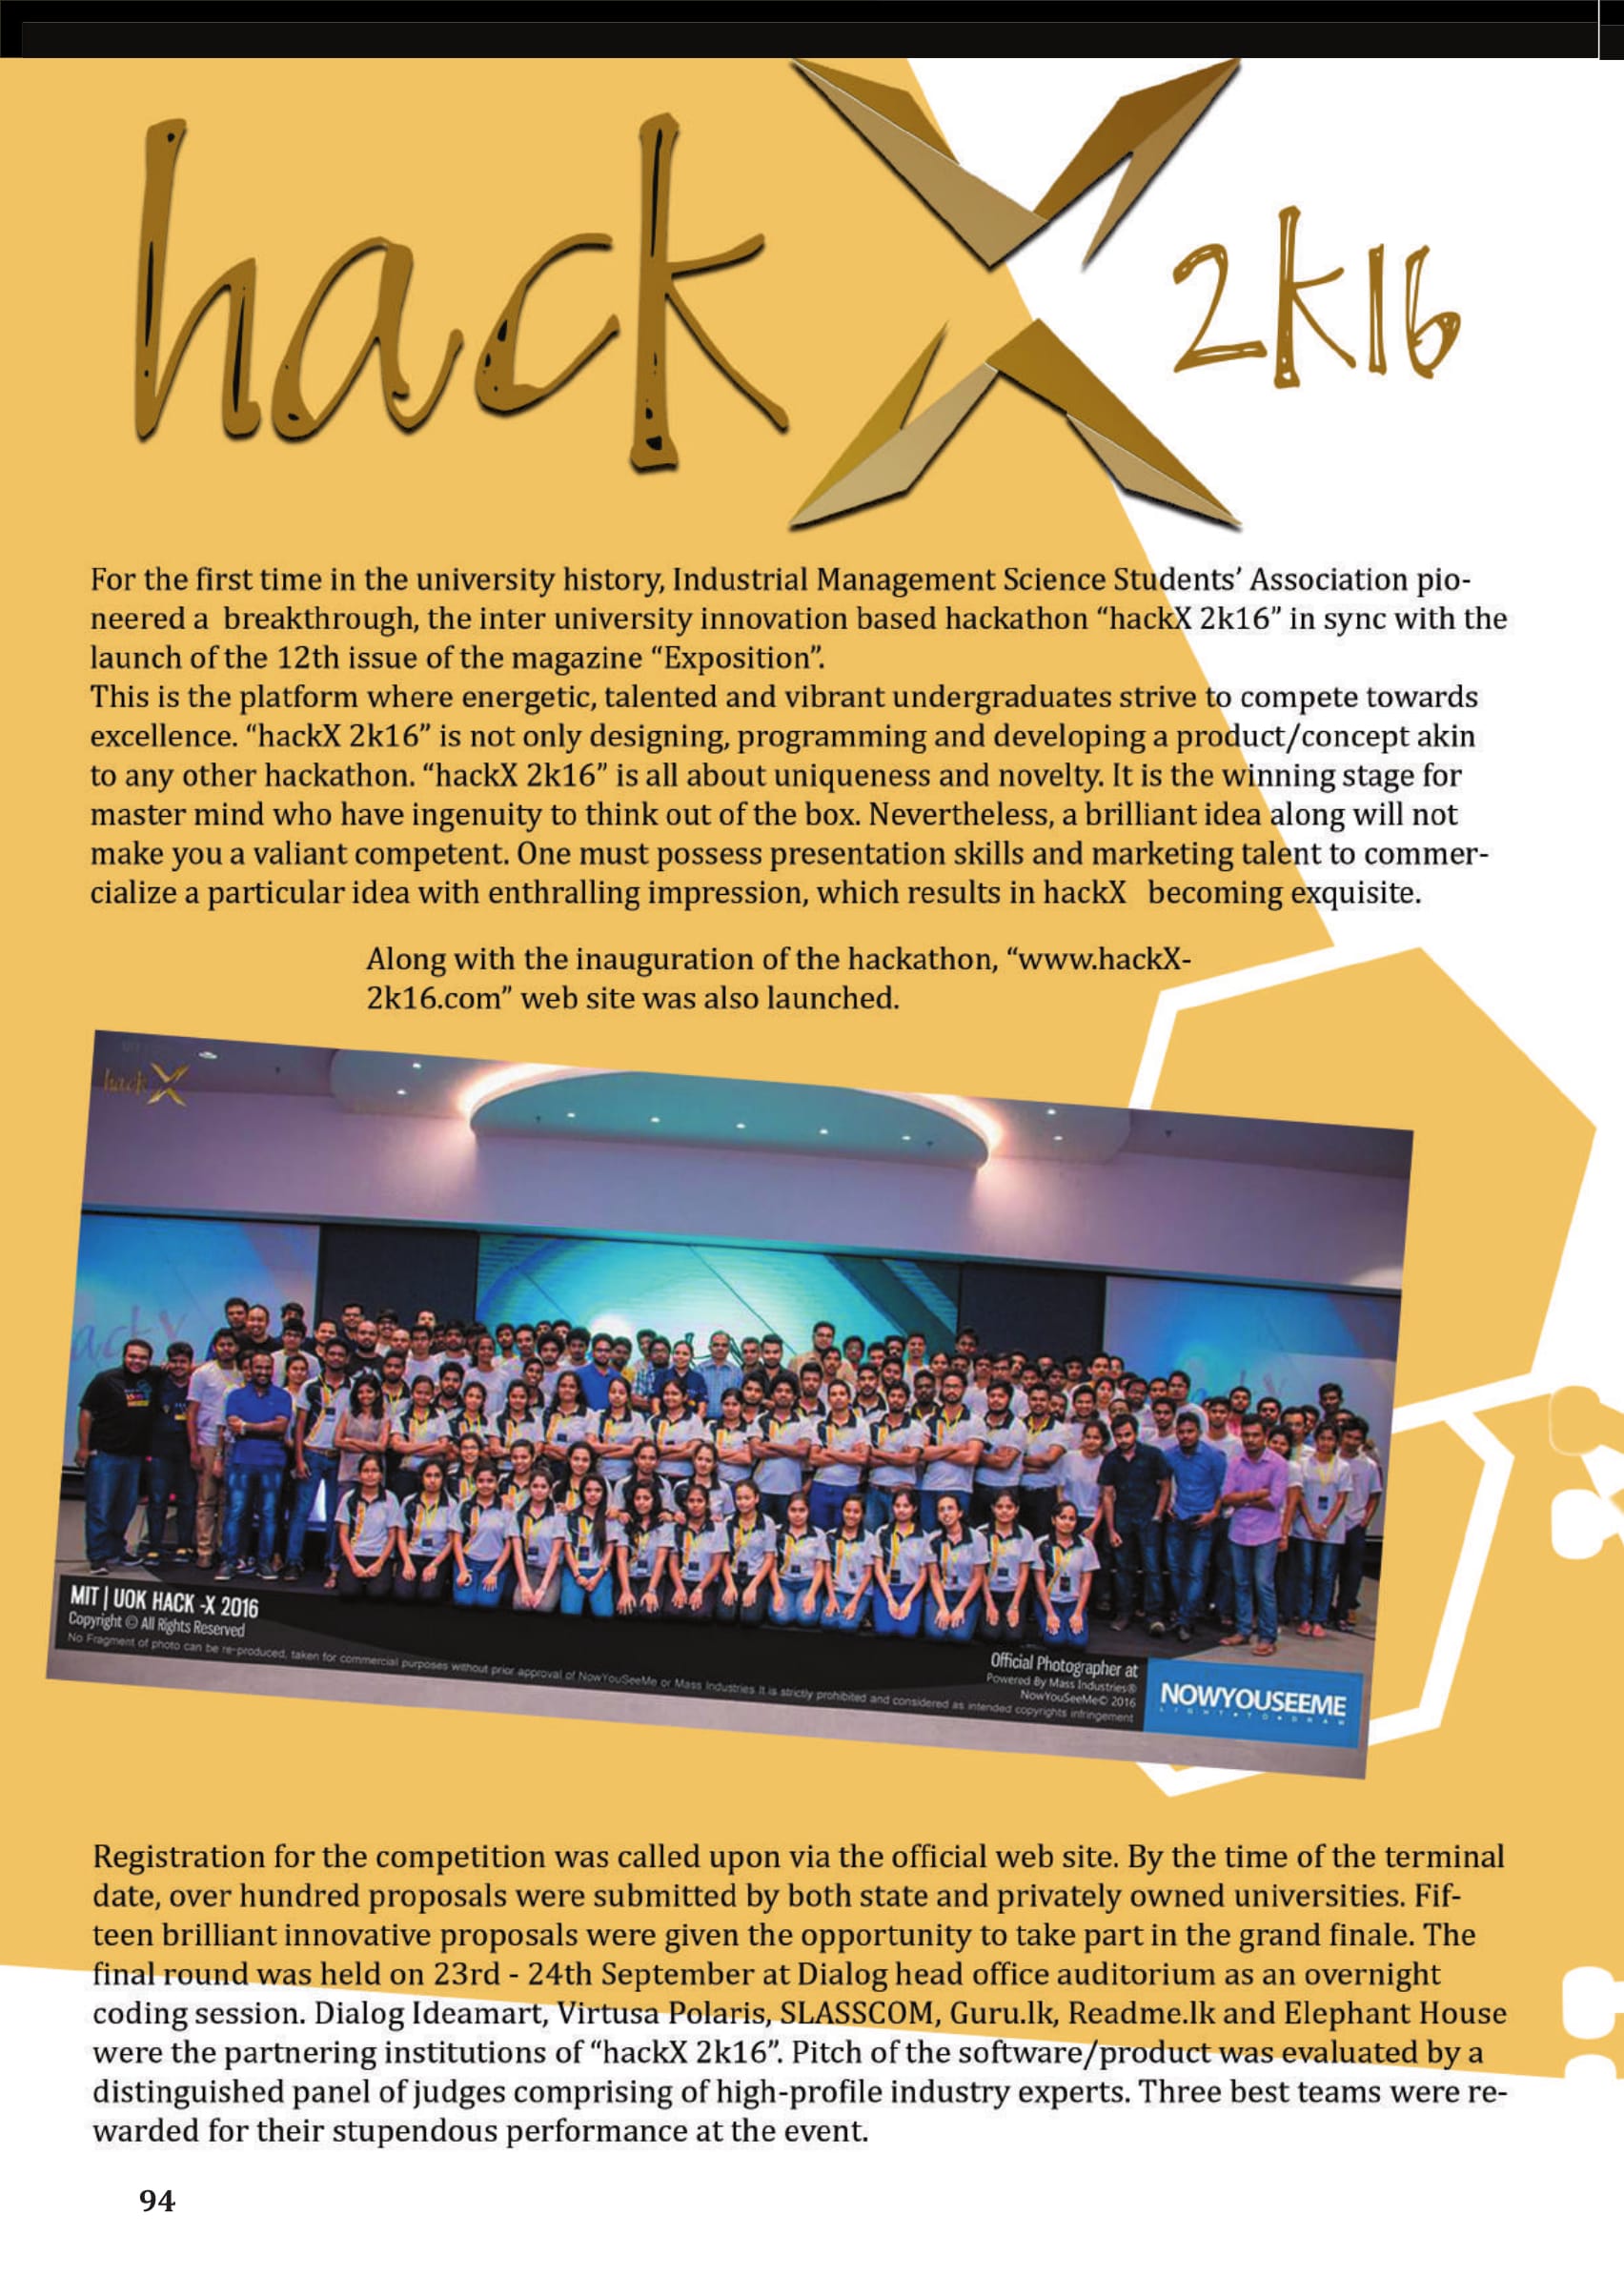 hack X 2k16
For the first time in the university history, Industrial Management Science Students’ Association pio-
neered a breakthrough, the inter university innovation based hackathon “hackX 2k16” in sync with the
launch of the 12th issue of the magazine “Exposition”.
This is the platform where energetic, talented and vibrant undergraduates strive to compete towards
excellence. “hackX 2k16” is not only designing, programming and developing a product/concept akin
to any other hackathon. “hackX 2k16” is all about uniqueness and novelty. It is the winning stage for
master mind who have ingenuity to think out of the box. Nevertheless, a brilliant idea along will not
make you a valiant competent. One must possess presentation skills and marketing talent to commer-
cialize a particular idea with enthralling impression, which results in hackX becoming exquisite.
Along with the inauguration of the hackathon, “www.hackX-
2k16.com” web site was also launched.
hack X
MIT | UOK HACK -X 2016
Copyright © All Rights Reserved
No Fragment of photo can be re-produced, taken for commercial purposes without prior approval of NowYouSeeMe or Mass Industries It is strictly prohibited and considered as intended copyrights infringement
Official Photographer at
Powered By Mass Industries®
NowYouSeeMe© 2016
NOWYOUSEEME
Registration for the competition was called upon via the official web site. By the time of the terminal
date, over hundred proposals were submitted by both state and privately owned universities. Fif-
teen brilliant innovative proposals were given the opportunity to take part in the grand finale. The
final round was held on 23rd - 24th September at Dialog head office auditorium as an overnight
coding session. Dialog Ideamart, Virtusa Polaris, SLASSCOM, Guru.lk, Readme.lk and Elephant House
were the partnering institutions of “hackX 2k16”. Pitch of the software/product was evaluated by a
distinguished panel of judges comprising of high-profile industry experts. Three best teams were re-
warded for their stupendous performance at the event.
94